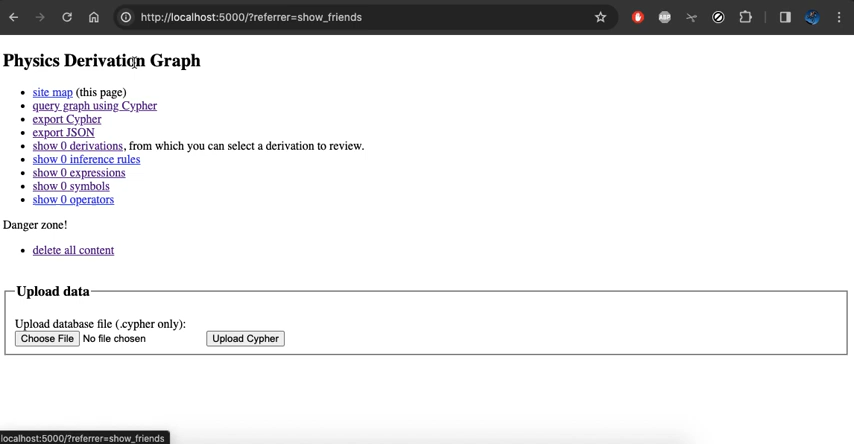 http://localhost:5000/?referrer=show_friends
ABP
Physics Derivation Graph
site map (this page)
query graph using Cypher
export Cypher
export JSON
show 0 derivations, from which you can select a derivation to review.
show 0 inference rules
show 0 expressions
show 0 symbols
show 0 operators
Danger zone!
delete all content
Upload data
Upload database file (.cypher only):
Choose File No file chosen Upload Cypher
localhost:5000/?referrer=show_friends